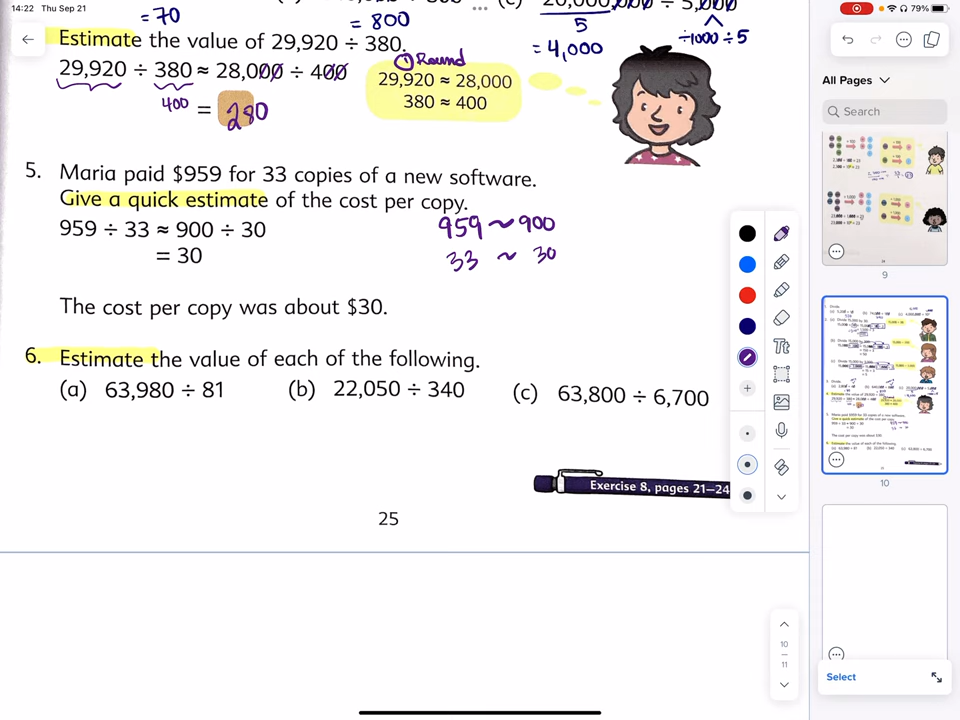 14:22 Thu Sep 21
79%
= 70
= 800
5
= 4,000
÷1000 ÷ 5
Estimate the value of 29,920 ÷ 380.
29,920 ÷ 380 ≈ 28,000 ÷ 400
400
= 280
① Round
29,920 ≈ 28,000
380 ≈ 400
5. Maria paid $959 for 33 copies of a new software.
Give a quick estimate of the cost per copy.
959 ÷ 33 ≈ 900 ÷ 30
= 30
959 ~ 900
33 ~ 30
The cost per copy was about $30.
6. Estimate the value of each of the following.
(a) 63,980 ÷ 81 (b) 22,050 ÷ 340 (c) 63,800 ÷ 6,700
Exercise 8, pages 21–24
25
Tt
10
11
All Pages
Search
9
10
Select